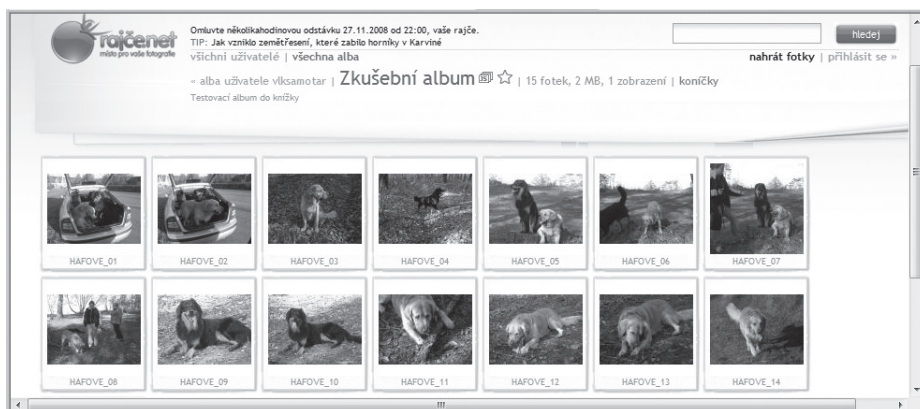 rajče.net
místo pro vaše fotografie
Omluvte několikahodinovou odstávku 27.11.2008 od 22:00, vaše rajče.
TIP: Jak vzniklo zemětřesení, které zabilo horníky v Karviné
hledej
všichni uživatelé | všechna alba
nahrát fotky | přihlásit se »
« alba uživatele vlksamotar | Zkušební album | 15 fotek, 2 MB, 1 zobrazení | koníčky
Testovací album do knížky
HAFOVE_01 HAFOVE_02 HAFOVE_03 HAFOVE_04 HAFOVE_05 HAFOVE_06 HAFOVE_07
HAFOVE_08 HAFOVE_09 HAFOVE_10 HAFOVE_11 HAFOVE_12 HAFOVE_13 HAFOVE_14